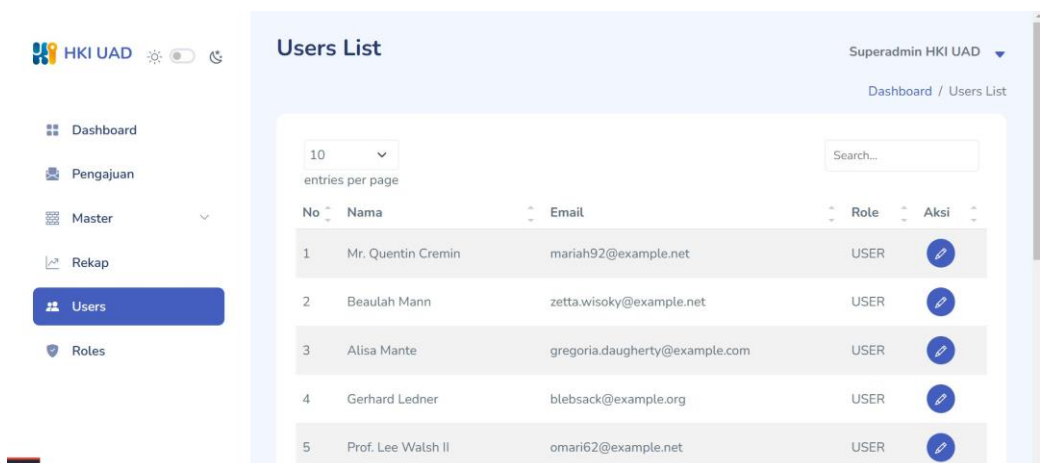 HKI UAD
Dashboard
Pengajuan
Master
Rekap
Users
Roles
Users List
Superadmin HKI UAD
Dashboard / Users List
10
entries per page
Search...
No Nama Email Role Aksi
1 Mr. Quentin Cremin mariah92@example.net USER
2 Beaulah Mann zetta.wisoky@example.net USER
3 Alisa Mante gregoria.daugherty@example.com USER
4 Gerhard Ledner blebsack@example.org USER
5 Prof. Lee Walsh II omari62@example.net USER